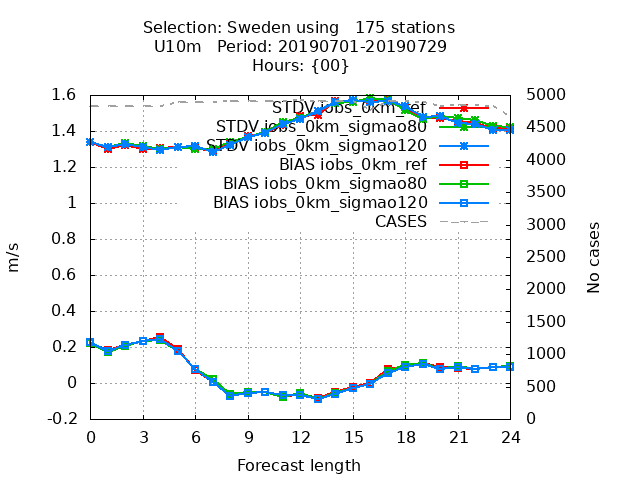 Selection: Sweden using   175 stations
U10m   Period: 20190701-20190729
Hours: {00}
STDV iobs_0km_ref
STDV iobs_0km_sigmao80
STDV iobs_0km_sigmao120
BIAS iobs_0km_ref
BIAS iobs_0km_sigmao80
BIAS iobs_0km_sigmao120
CASES
m/s
1.6
1.4
1.2
1
0.8
0.6
0.4
0.2
0
-0.2
5000
4500
4000
3500
3000
2500
2000
1500
1000
500
0
No cases
0 3 6 9 12 15 18 21 24
Forecast length